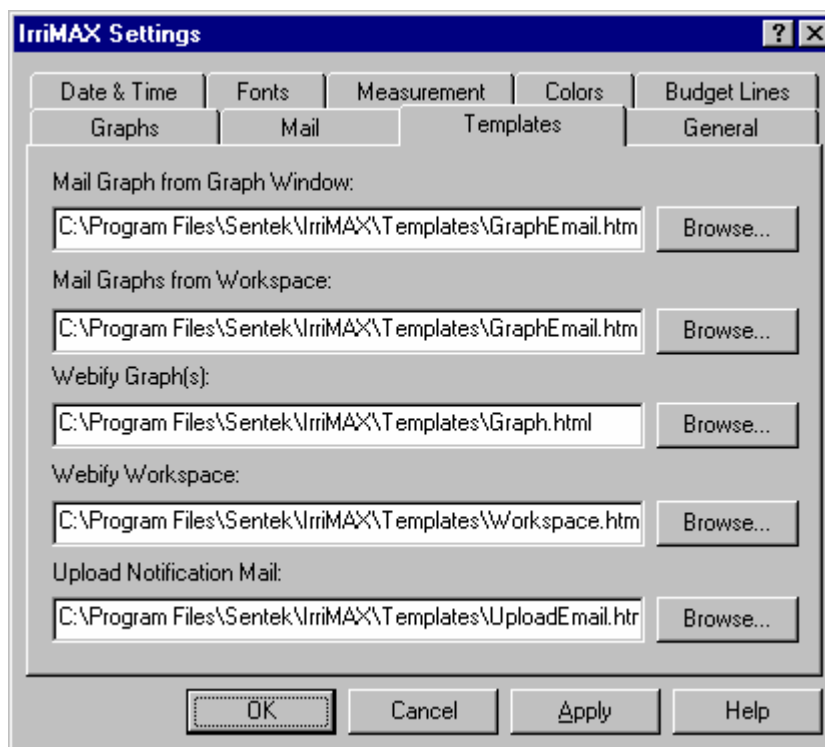 IrriMAX Settings
Date & Time Fonts Measurement Colors Budget Lines
Graphs Mail Templates General
Mail Graph from Graph Window:
C:\Program Files\Sentek\IrriMAX\Templates\GraphEmail.htm Browse...
Mail Graphs from Workspace:
C:\Program Files\Sentek\IrriMAX\Templates\GraphEmail.htm Browse...
Webify Graph(s):
C:\Program Files\Sentek\IrriMAX\Templates\Graph.html Browse...
Webify Workspace:
C:\Program Files\Sentek\IrriMAX\Templates\Workspace.htm Browse...
Upload Notification Mail:
C:\Program Files\Sentek\IrriMAX\Templates\UploadEmail.htr Browse...
OK Cancel Apply Help